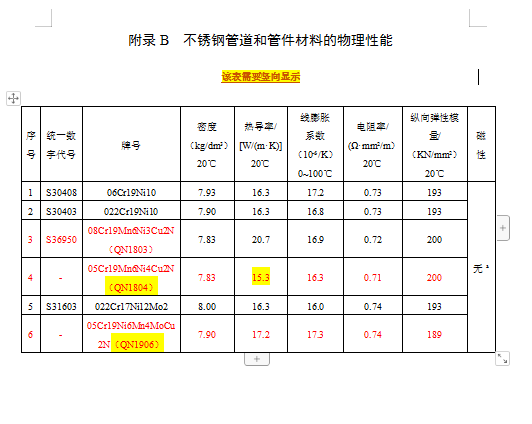 附录 B 不锈钢管道和管件材料的物理性能
该表需要竖向显示
序号 统一数字代号 牌号 密度（kg/dm³）20℃ 热导率/[W/(m·K)]20℃ 线膨胀系数（10⁻⁶/K）0~100℃ 电阻率/(Ω·mm²/m）20℃ 纵向弹性模量/（KN/mm²）20℃ 磁性
1 S30408 06Cr19Ni10 7.93 16.3 17.2 0.73 193
2 S30403 022Cr19Ni10 7.90 16.3 16.8 0.73 193
3 S36950 08Cr19Mn6Ni3Cu2N（QN1803） 7.83 20.7 16.9 0.72 200
4 - 05Cr19Mn6Ni4Cu2N（QN1804） 7.83 15.3 16.3 0.71 200
无
5 S31603 022Cr17Ni12Mo2 8.00 16.3 16.0 0.74 193
6 - 05Cr19Ni6Mn4MoCu2N（QN1906） 7.90 17.2 17.3 0.74 189